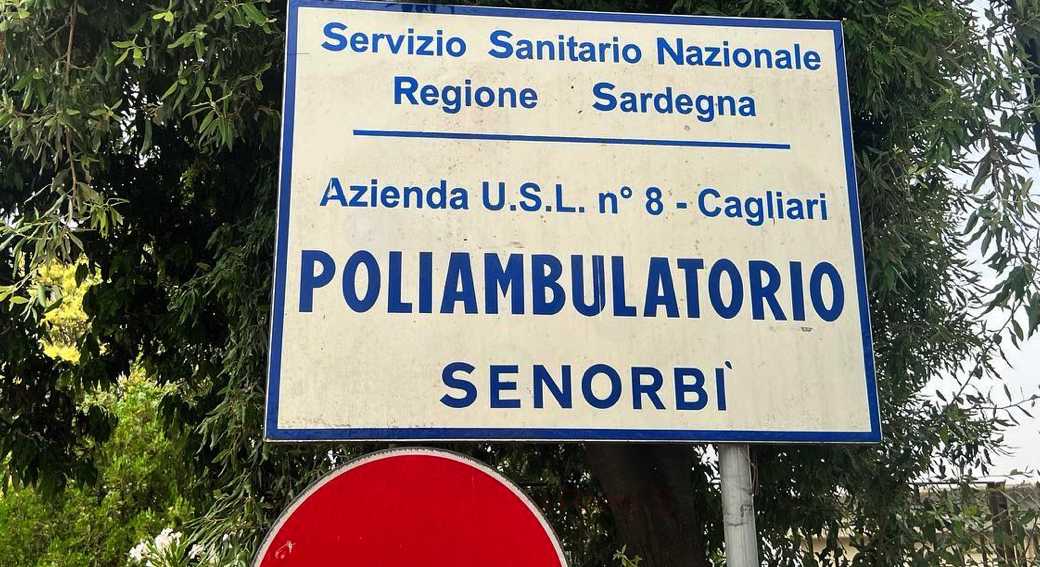 Servizio Sanitario Nazionale
Regione Sardegna
Azienda U.S.L. n° 8 - Cagliari
POLIAMBULATORIO
SENORBÌ